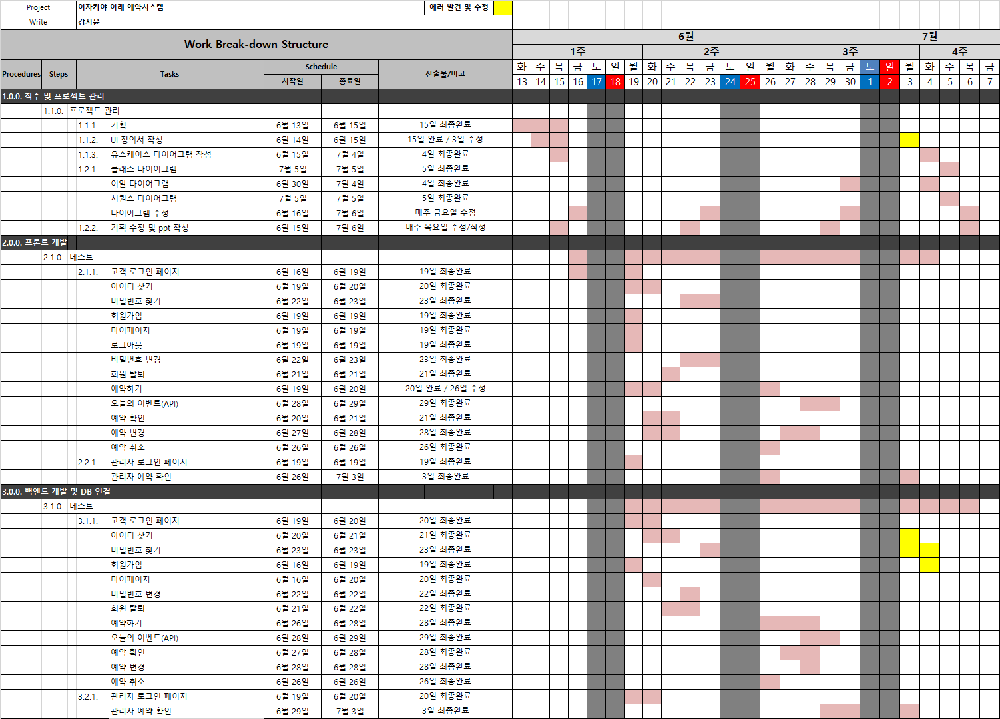 Project 이자카야 이래 예약시스템 에러 발견 및 수정
Write 강지윤
Work Break-down Structure 6월 7월
1주 2주 3주 4주
Procedures Steps Tasks Schedule 산출물/비고 화 수 목 금 토 일 월 화 수 목 금 토 일 월 화 수 목 금 토 일 월 화 수 목 금
시작일 종료일 13 14 15 16 17 18 19 20 21 22 23 24 25 26 27 28 29 30 1 2 3 4 5 6 7
1.0.0. 착수 및 프로젝트 관리
1.1.0. 프로젝트 관리
1.1.1. 기획 6월 13일 6월 15일 15일 최종완료
1.1.2. UI 정의서 작성 6월 14일 6월 15일 15일 완료 / 3일 수정
1.1.3. 유스케이스 다이어그램 작성 6월 15일 7월 4일 4일 최종완료
1.2.1. 클래스 다이어그램 7월 5일 7월 5일 5일 최종완료
이알 다이어그램 6월 30일 7월 4일 4일 최종완료
시퀀스 다이어그램 7월 5일 7월 5일 5일 최종완료
다이어그램 수정 6월 16일 7월 6일 매주 금요일 수정
1.2.2. 기획 수정 및 ppt 작성 6월 15일 7월 6일 매주 목요일 수정/작성
2.0.0. 프론트 개발
2.1.0. 테스트
2.1.1. 고객 로그인 페이지 6월 16일 6월 19일 19일 최종완료
아이디 찾기 6월 19일 6월 20일 20일 최종완료
비밀번호 찾기 6월 22일 6월 23일 23일 최종완료
회원가입 6월 19일 6월 19일 19일 최종완료
마이페이지 6월 19일 6월 19일 19일 최종완료
로그아웃 6월 19일 6월 19일 19일 최종완료
비밀번호 변경 6월 22일 6월 23일 23일 최종완료
회원 탈퇴 6월 21일 6월 21일 21일 최종완료
예약하기 6월 19일 6월 20일 20일 완료 / 26일 수정
오늘의 이벤트(API) 6월 28일 6월 29일 29일 최종완료
예약 확인 6월 20일 6월 21일 21일 최종완료
예약 변경 6월 27일 6월 28일 28일 최종완료
예약 취소 6월 26일 6월 26일 26일 최종완료
2.2.1. 관리자 로그인 페이지 6월 19일 6월 19일 19일 최종완료
관리자 예약 확인 6월 26일 7월 3일 3일 최종완료
3.0.0. 백엔드 개발 및 DB 연결
3.1.0. 테스트
3.1.1. 고객 로그인 페이지 6월 19일 6월 20일 20일 최종완료
아이디 찾기 6월 20일 6월 21일 21일 최종완료
비밀번호 찾기 6월 23일 6월 23일 23일 최종완료
회원가입 6월 16일 6월 19일 19일 최종완료
마이페이지 6월 16일 6월 20일 20일 최종완료
비밀번호 변경 6월 22일 6월 22일 22일 최종완료
회원 탈퇴 6월 21일 6월 22일 22일 최종완료
예약하기 6월 26일 6월 28일 28일 최종완료
오늘의 이벤트(API) 6월 28일 6월 29일 29일 최종완료
예약 확인 6월 27일 6월 28일 28일 최종완료
예약 변경 6월 28일 6월 28일 28일 최종완료
예약 취소 6월 26일 6월 26일 26일 최종완료
3.2.1. 관리자 로그인 페이지 6월 19일 6월 20일 20일 최종완료
관리자 예약 확인 6월 29일 7월 3일 3일 최종완료